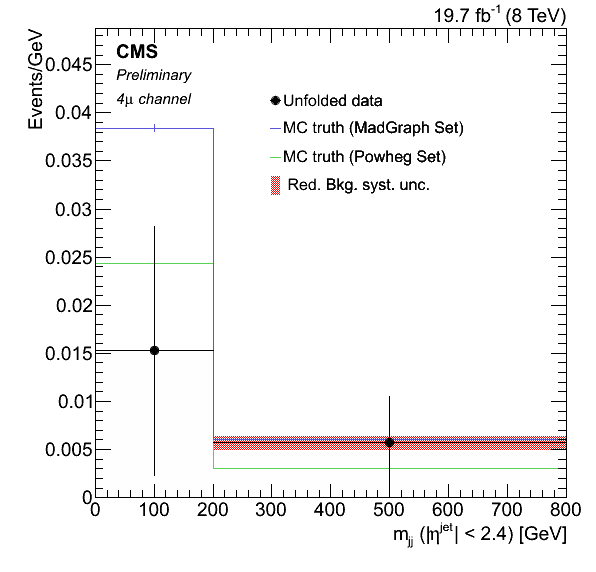 19.7 fb⁻¹ (8 TeV)
Events/GeV
CMS
Preliminary
4μ channel
Unfolded data
MC truth (MadGraph Set)
MC truth (Powheg Set)
Red. Bkg. syst. unc.
0.045
0.04
0.035
0.03
0.025
0.02
0.015
0.01
0.005
0
0 100 200 300 400 500 600 700 800
m_jj (|η^jet| < 2.4) [GeV]